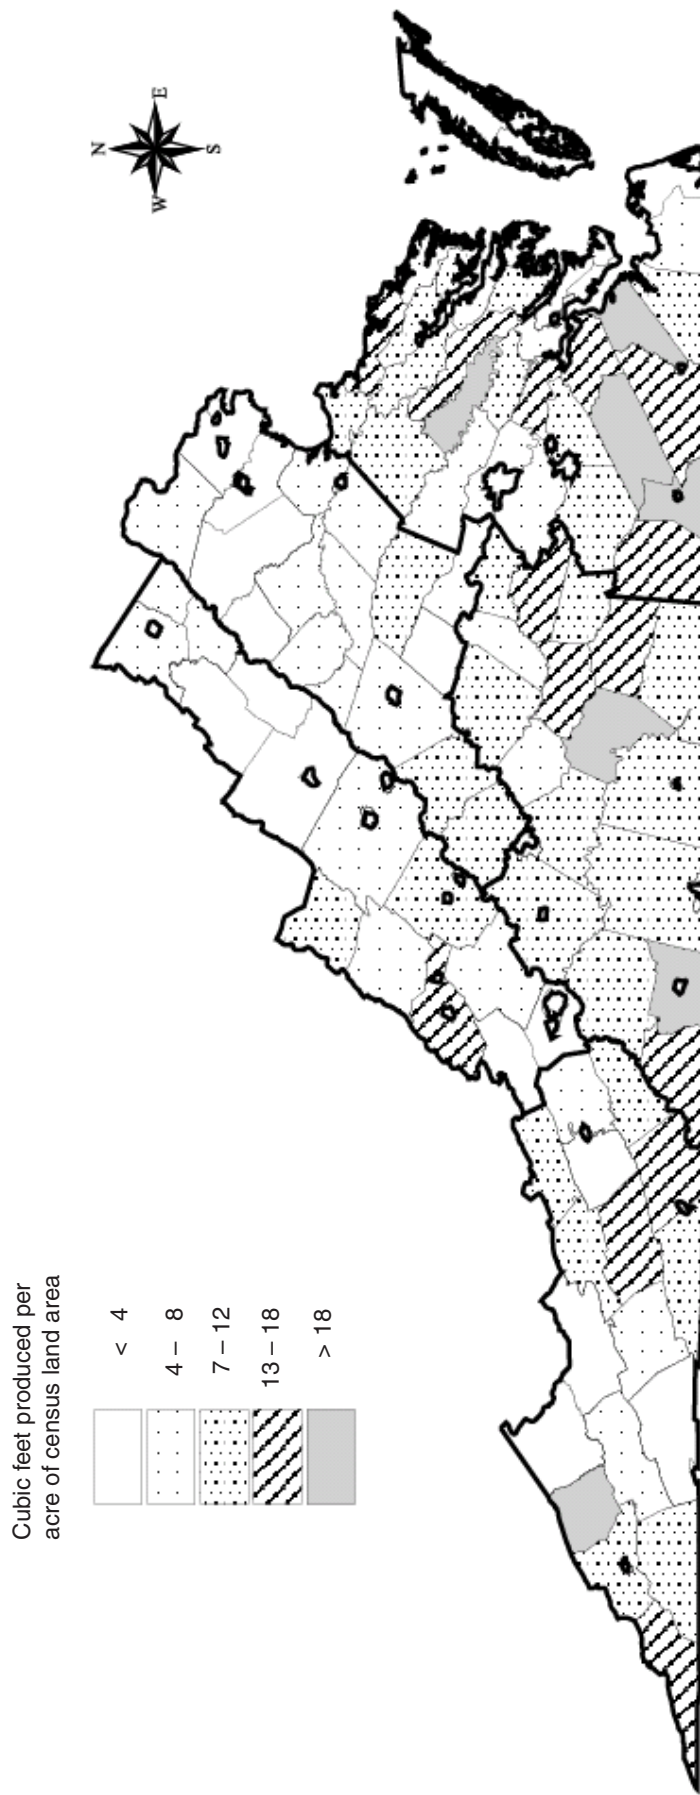 Cubic feet produced per
acre of census land area
< 4
4 – 8
7 – 12
13 – 18
> 18
N
E
S
W